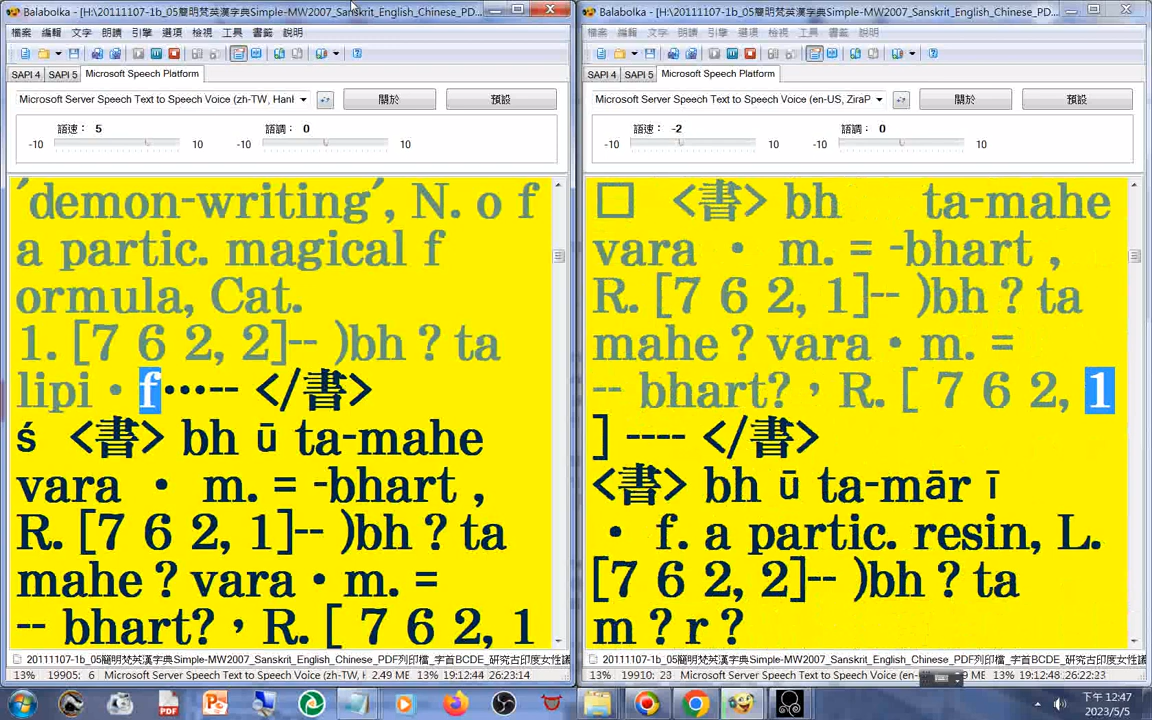 Balabolka - [H:\20111107-1b_05簡明梵英漢字典Simple-MW2007_Sanskrit_English_Chinese_PD...
檔案 編輯 文字 朗讀 引擎 選項 檢視 工具 書籤 說明
SAPI 4 SAPI 5 Microsoft Speech Platform
Microsoft Server Speech Text to Speech Voice (zh-TW, HanH 關於 預設
語速： 5 語調： 0
-10 10 -10 10
'demon-writing', N. o f
a partic. magical f
ormula, Cat.
1. [7 6 2, 2]-- )bh ? ta
lipi • f…-- </書>
ś <書> bh ū ta-mahe
vara • m. = -bhart ,
R. [7 6 2, 1]-- )bh ? ta
mahe ? vara • m. =
-- bhart? , R. [ 7 6 2, 1
20111107-1b_05簡明梵英漢字典Simple-MW2007_Sanskrit_English_Chinese_PDF列印檔_字首BCDE_研究古印度女性議
13% 19905: 6 Microsoft Server Speech Text to Speech Voice (zh-TW, H 2.49 MB 13% 19:12:44 26:23:14
Balabolka - [H:\20111107-1b_05簡明梵英漢字典Simple-MW2007_Sanskrit_English_Chinese_PD...
檔案 編輯 文字 朗讀 引擎 選項 檢視 工具 書籤 說明
SAPI 4 SAPI 5 Microsoft Speech Platform
Microsoft Server Speech Text to Speech Voice (en-US, ZiraP 關於 預設
語速： -2 語調： 0
-10 10 -10 10
□ <書> bh ta-mahe
vara • m. = -bhart ,
R. [7 6 2, 1]-- )bh ? ta
mahe ? vara • m. =
-- bhart? , R. [ 7 6 2, 1
] ---- </書>
<書> bh ū ta-mār ī
• f. a partic. resin, L.
[7 6 2, 2]-- )bh ? ta
m ? r ?
20111107-1b_05簡明梵英漢字典Simple-MW2007_Sanskrit_English_Chinese_PDF列印檔_字首BCDE_研究古印度女性議
13% 19910: 23 Microsoft Server Speech Text to Speech Voice 13% 19:12:48 26:22:23
PDF
下午 12:47
2023/5/5